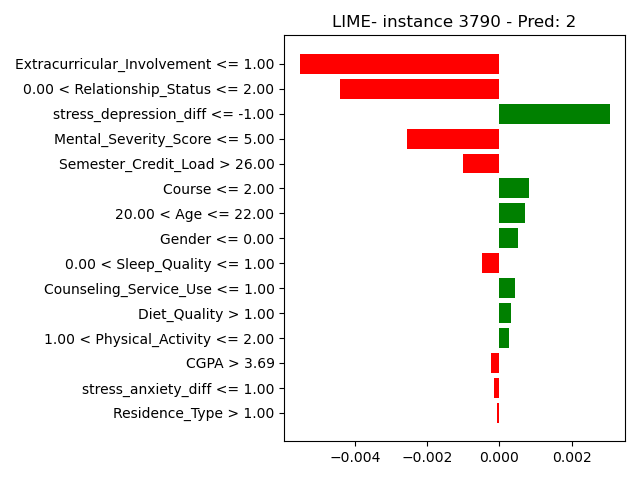 LIME- instance 3790 - Pred: 2
Extracurricular_Involvement <= 1.00
0.00 < Relationship_Status <= 2.00
stress_depression_diff <= -1.00
Mental_Severity_Score <= 5.00
Semester_Credit_Load > 26.00
Course <= 2.00
20.00 < Age <= 22.00
Gender <= 0.00
0.00 < Sleep_Quality <= 1.00
Counseling_Service_Use <= 1.00
Diet_Quality > 1.00
1.00 < Physical_Activity <= 2.00
CGPA > 3.69
stress_anxiety_diff <= 1.00
Residence_Type > 1.00
−0.004 −0.002 0.000 0.002